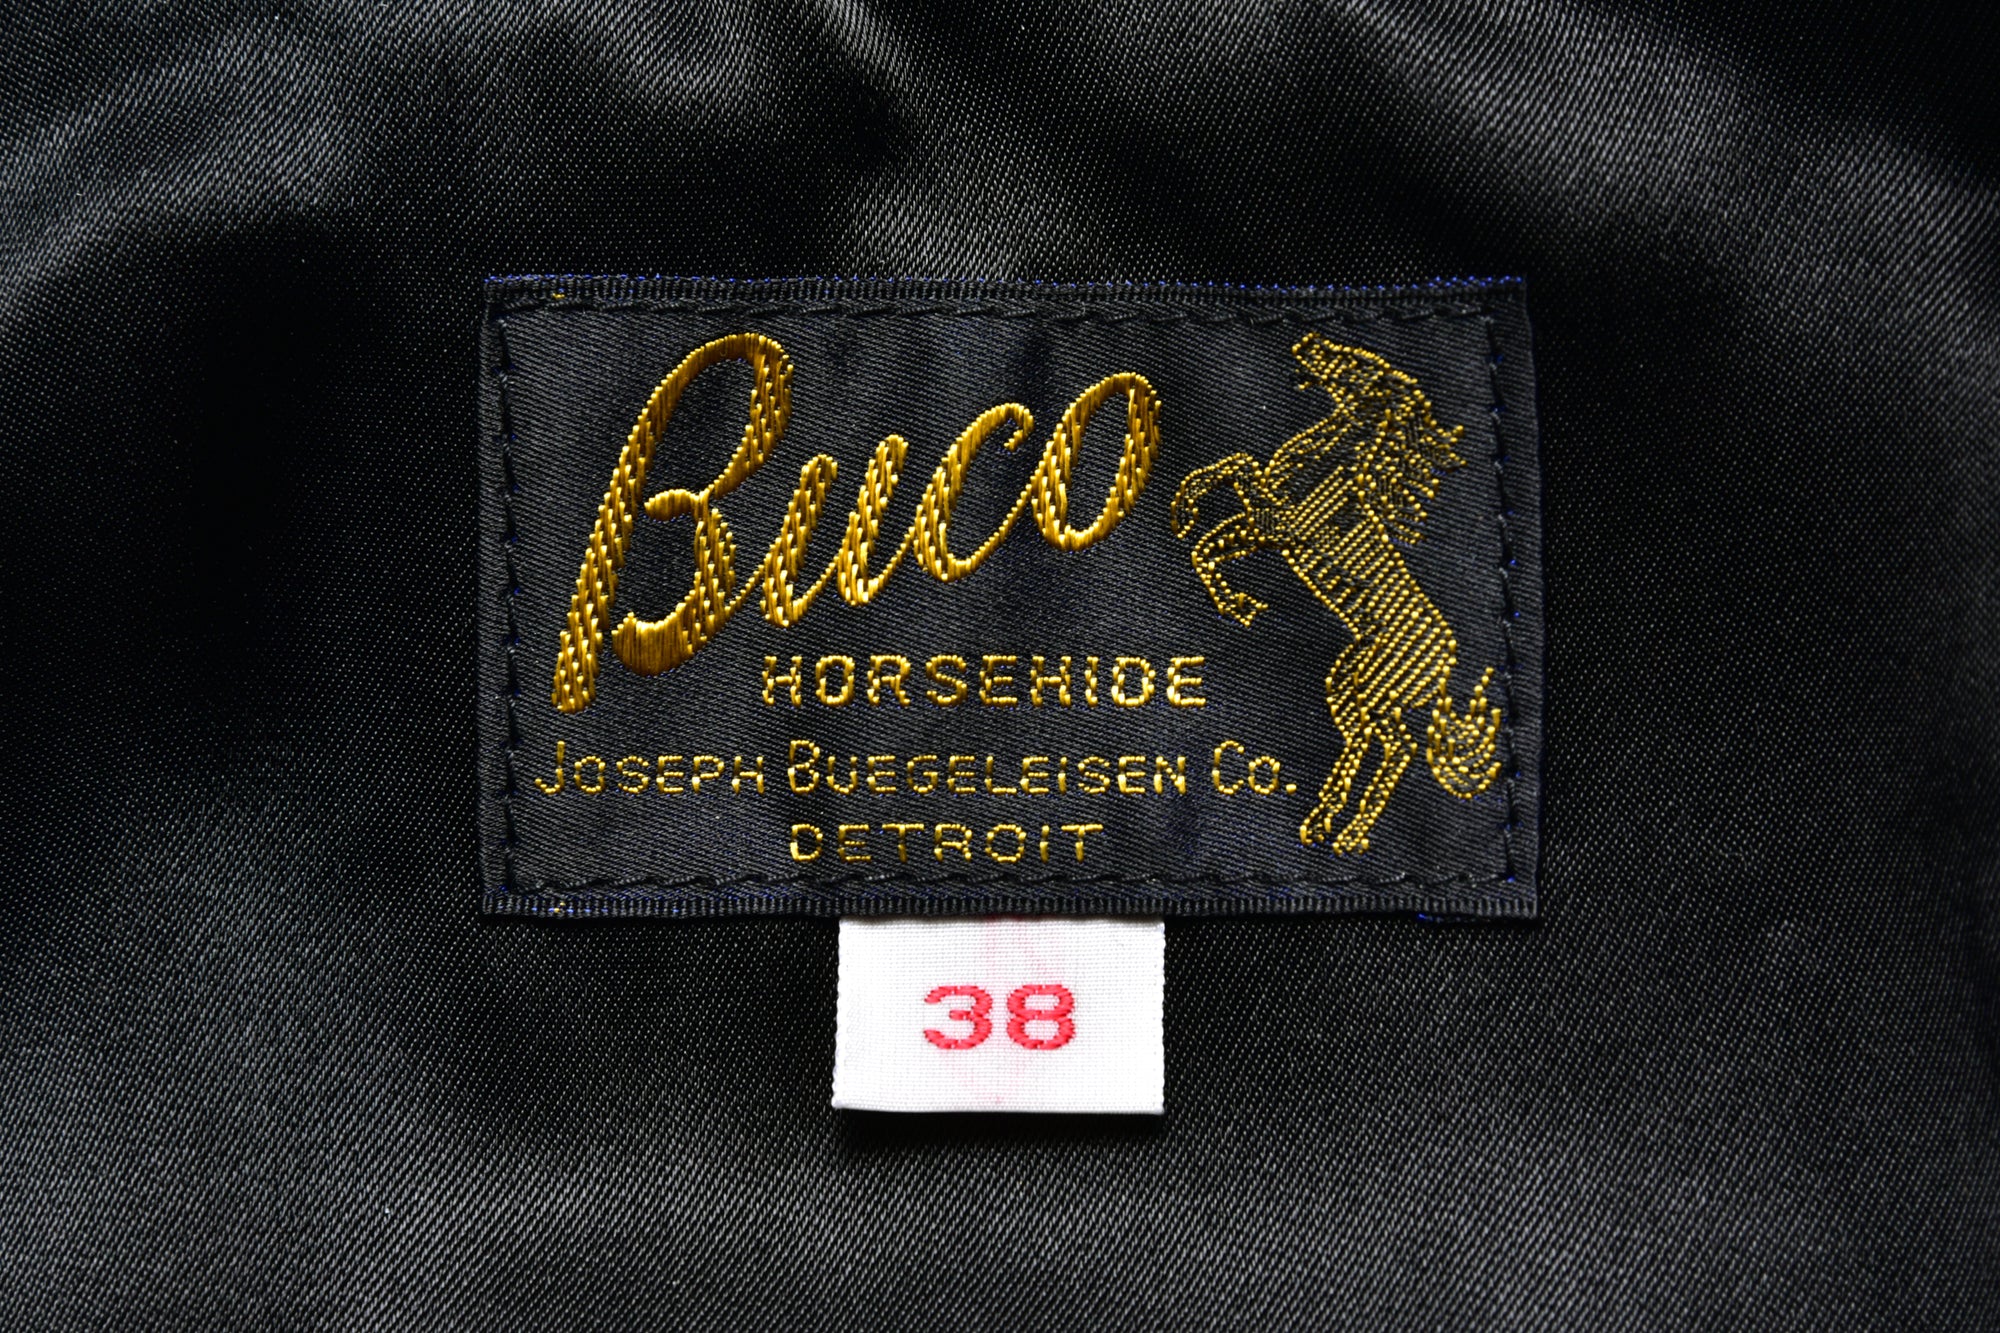 Buco
HORSEHIDE
JOSEPH BUEGELEISEN CO.
DETROIT
38